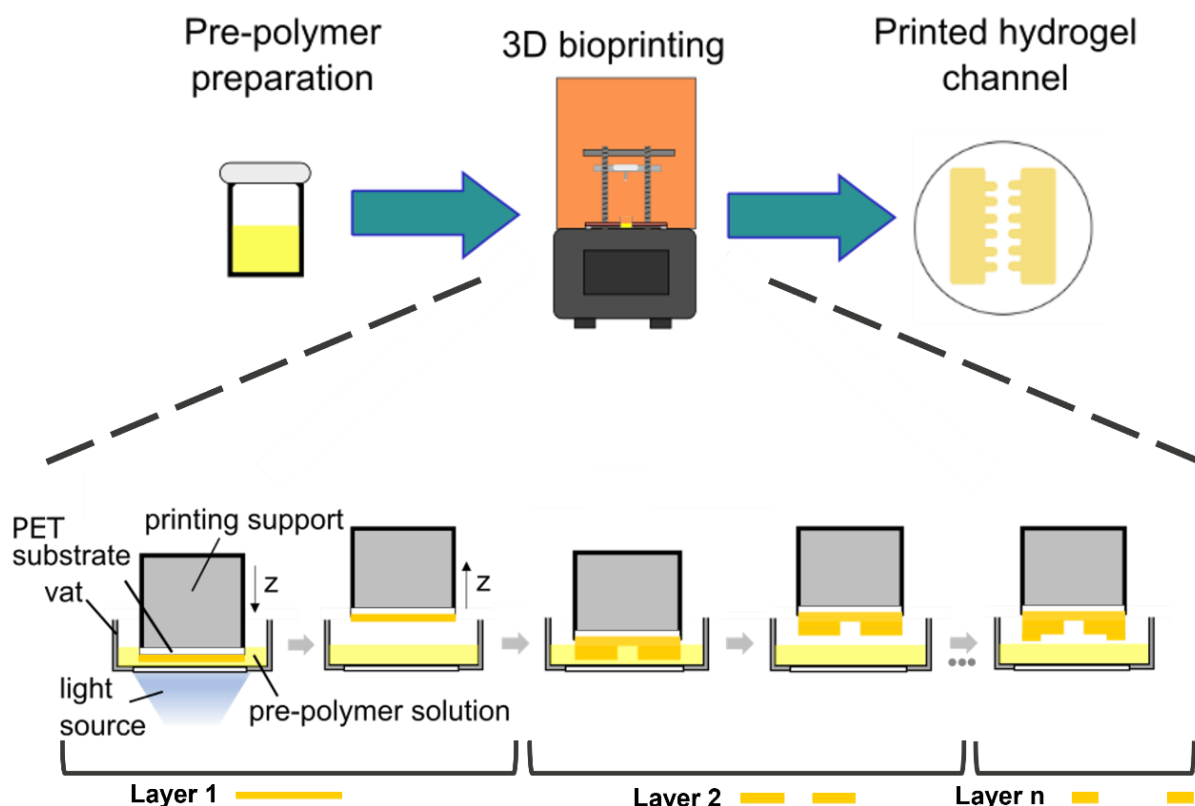 Pre-polymer
preparation
3D bioprinting
Printed hydrogel
channel
PET
substrate
vat
printing support
z
z
light
source
pre-polymer solution
Layer 1
Layer 2
Layer n